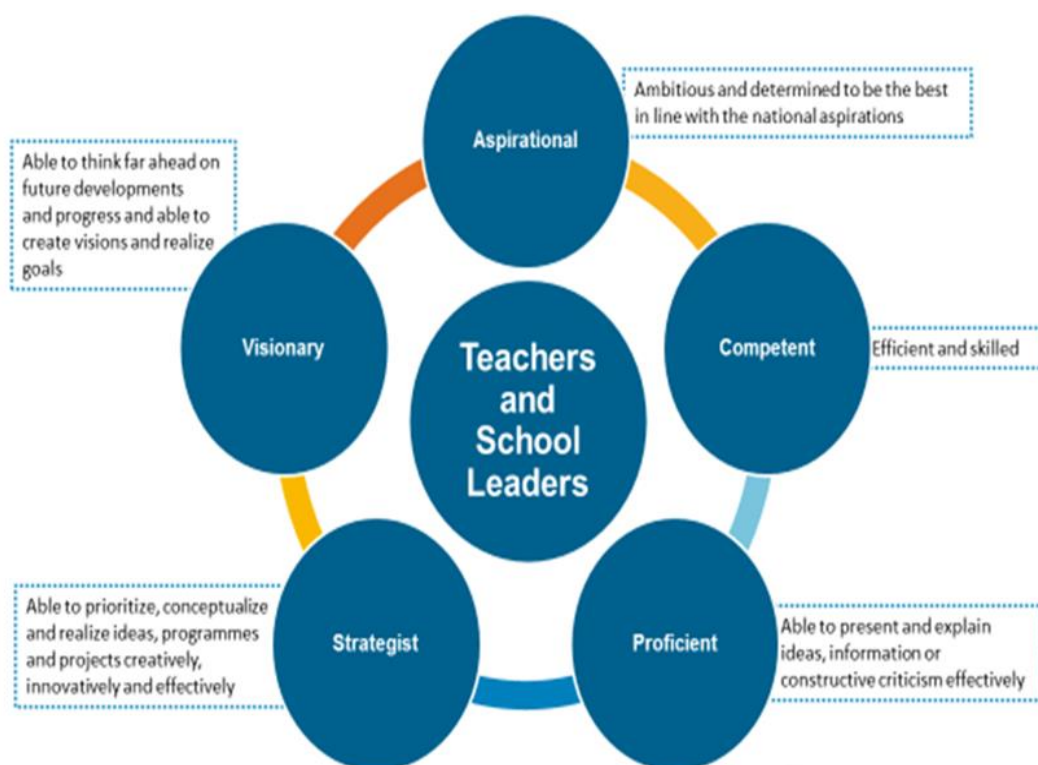 Aspirational
Ambitious and determined to be the best
in line with the national aspirations
Able to think far ahead on
future developments
and progress and able to
create visions and realize
goals
Visionary
Teachers
and
School
Leaders
Competent
Efficient and skilled
Able to prioritize, conceptualize
and realize ideas, programmes
and projects creatively,
innovatively and effectively
Strategist
Proficient
Able to present and explain
ideas, information or
constructive criticism effectively